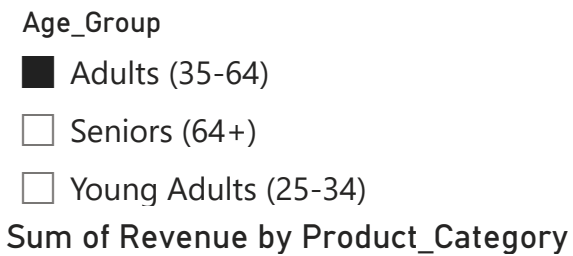 Age_Group
Adults (35-64)
Seniors (64+)
Young Adults (25-34)
Sum of Revenue by Product_Category